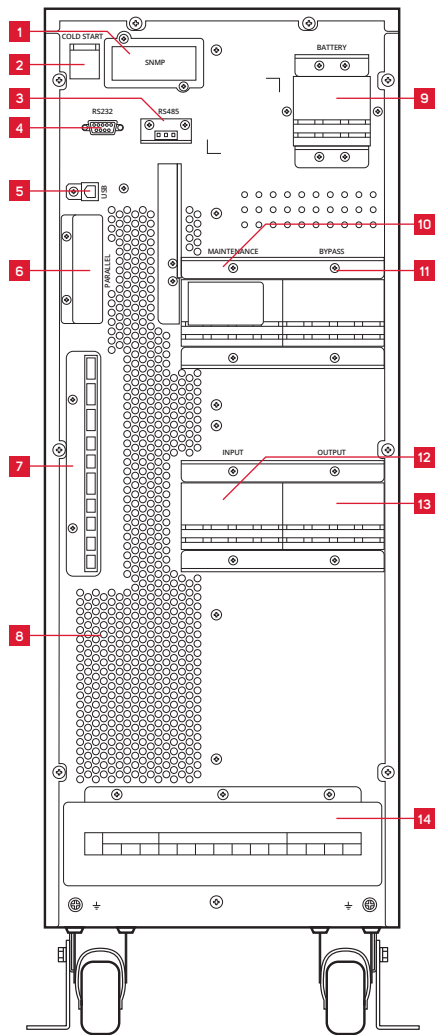 1
COLD START
2
SNMP
3
RS232
RS485
4
5
USB
6
PARALLEL
7
8
BATTERY
9
10
MAINTENANCE
BYPASS
11
INPUT
OUTPUT
12
13
14